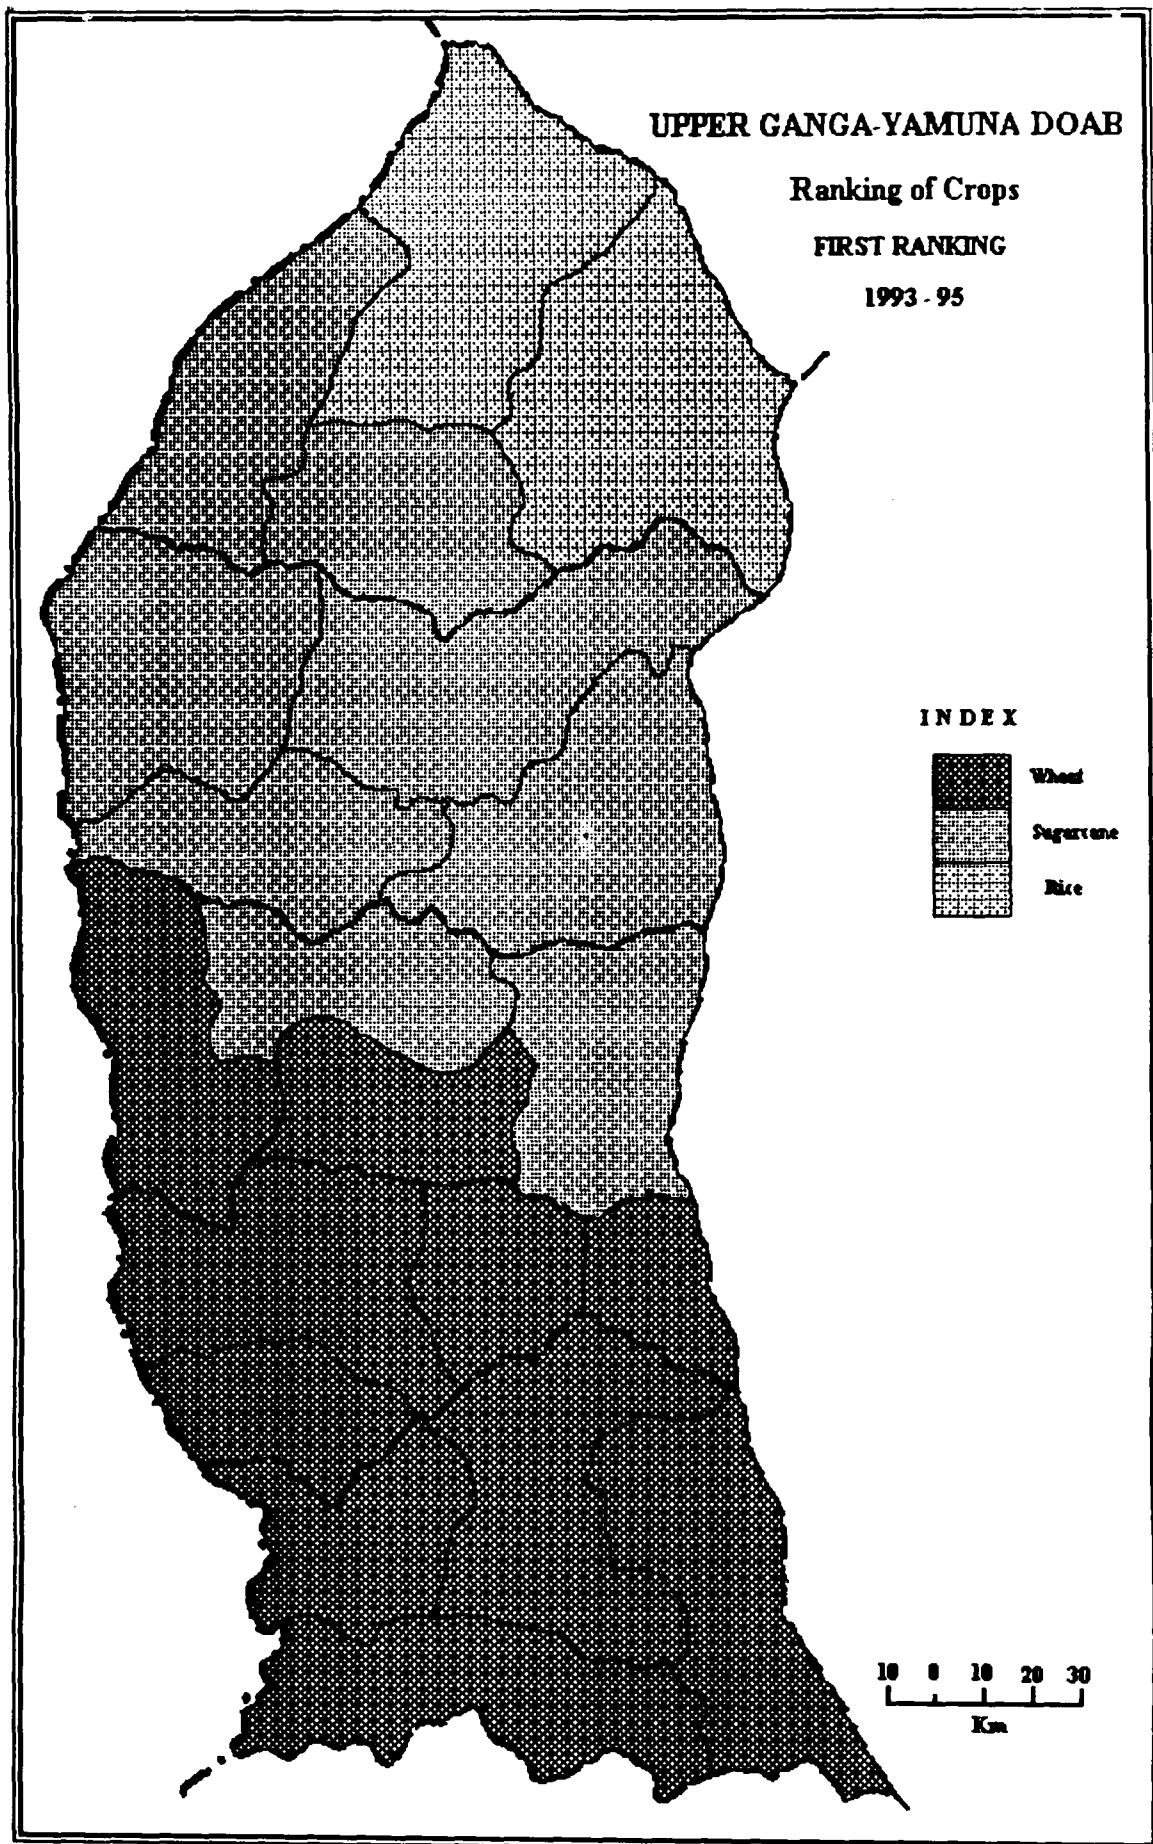 UPPER GANGA-YAMUNA DOAB
Ranking of Crops
FIRST RANKING
1993 - 95
INDEX
Wheat
Sugarcane
Rice
10 0 10 20 30
Km